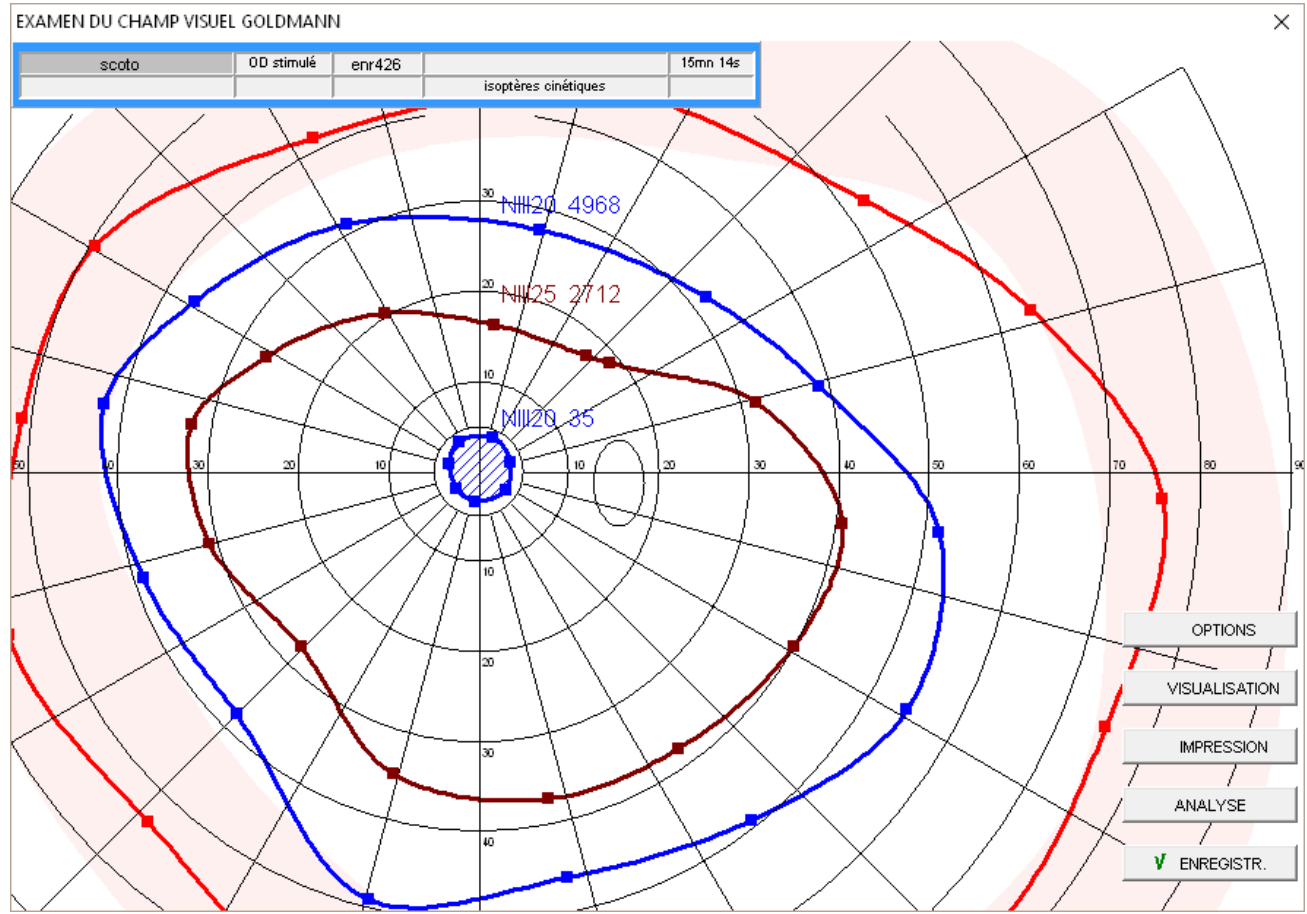 EXAMEN DU CHAMP VISUEL GOLDMANN
scoto OD stimulé enr426 15mn 14s
isoptères cinétiques
30
NIII20 4968
20
NIII25 2712
10
NIII20 35
50 40 30 20 10 10 20 30 40 50 60 70 80 90
10
20
30
40
OPTIONS
VISUALISATION
IMPRESSION
ANALYSE
√ ENREGISTR.